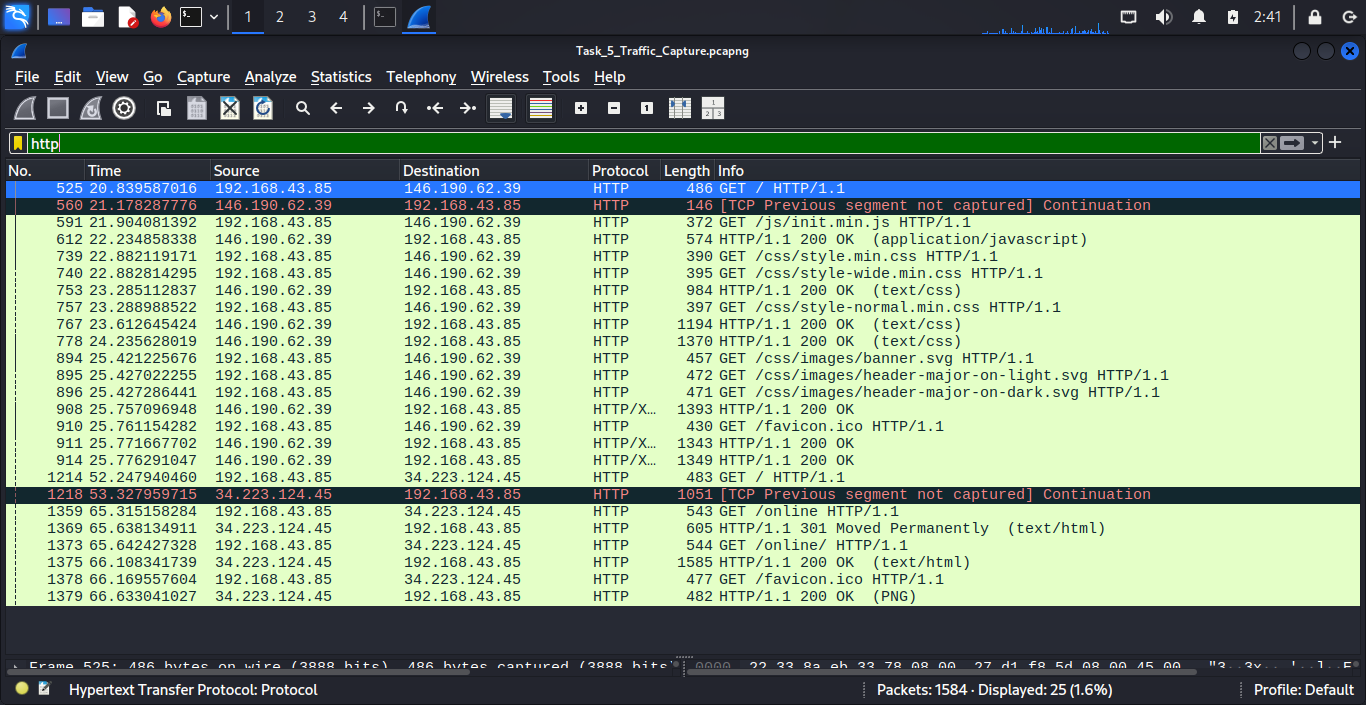 1 2 3 4 2:41
Task_5_Traffic_Capture.pcapng
File Edit View Go Capture Analyze Statistics Telephony Wireless Tools Help
http
No. Time Source Destination Protocol Length Info
525 20.839587016 192.168.43.85 146.190.62.39 HTTP 486 GET / HTTP/1.1
560 21.178287776 146.190.62.39 192.168.43.85 HTTP 146 [TCP Previous segment not captured] Continuation
591 21.904081392 192.168.43.85 146.190.62.39 HTTP 372 GET /js/init.min.js HTTP/1.1
612 22.234858338 146.190.62.39 192.168.43.85 HTTP 574 HTTP/1.1 200 OK (application/javascript)
739 22.882119171 192.168.43.85 146.190.62.39 HTTP 390 GET /css/style.min.css HTTP/1.1
740 22.882814295 192.168.43.85 146.190.62.39 HTTP 395 GET /css/style-wide.min.css HTTP/1.1
753 23.285112837 146.190.62.39 192.168.43.85 HTTP 984 HTTP/1.1 200 OK (text/css)
757 23.288988522 192.168.43.85 146.190.62.39 HTTP 397 GET /css/style-normal.min.css HTTP/1.1
767 23.612645424 146.190.62.39 192.168.43.85 HTTP 1194 HTTP/1.1 200 OK (text/css)
778 24.235628019 146.190.62.39 192.168.43.85 HTTP 1370 HTTP/1.1 200 OK (text/css)
894 25.421225676 192.168.43.85 146.190.62.39 HTTP 457 GET /css/images/banner.svg HTTP/1.1
895 25.427022255 192.168.43.85 146.190.62.39 HTTP 472 GET /css/images/header-major-on-light.svg HTTP/1.1
896 25.427286441 192.168.43.85 146.190.62.39 HTTP 471 GET /css/images/header-major-on-dark.svg HTTP/1.1
908 25.757096948 146.190.62.39 192.168.43.85 HTTP/X… 1393 HTTP/1.1 200 OK
910 25.761154282 192.168.43.85 146.190.62.39 HTTP 430 GET /favicon.ico HTTP/1.1
911 25.771667702 146.190.62.39 192.168.43.85 HTTP/X… 1343 HTTP/1.1 200 OK
914 25.776291047 146.190.62.39 192.168.43.85 HTTP/X… 1349 HTTP/1.1 200 OK
1214 52.247940460 192.168.43.85 34.223.124.45 HTTP 483 GET / HTTP/1.1
1218 53.327959715 34.223.124.45 192.168.43.85 HTTP 1051 [TCP Previous segment not captured] Continuation
1359 65.315158284 192.168.43.85 34.223.124.45 HTTP 543 GET /online HTTP/1.1
1369 65.638134911 34.223.124.45 192.168.43.85 HTTP 605 HTTP/1.1 301 Moved Permanently (text/html)
1373 65.642427328 192.168.43.85 34.223.124.45 HTTP 544 GET /online/ HTTP/1.1
1375 66.108341739 34.223.124.45 192.168.43.85 HTTP 1585 HTTP/1.1 200 OK (text/html)
1378 66.169557604 192.168.43.85 34.223.124.45 HTTP 477 GET /favicon.ico HTTP/1.1
1379 66.633041027 34.223.124.45 192.168.43.85 HTTP 482 HTTP/1.1 200 OK (PNG)
Frame 525: 486 bytes on wire (3888 bits), 486 bytes captured (3888 bits) 0000 22 33 8a eb 33 78 08 00 27 d1 f8 5d 08 00 45 00
Hypertext Transfer Protocol: Protocol Packets: 1584 · Displayed: 25 (1.6%) Profile: Default